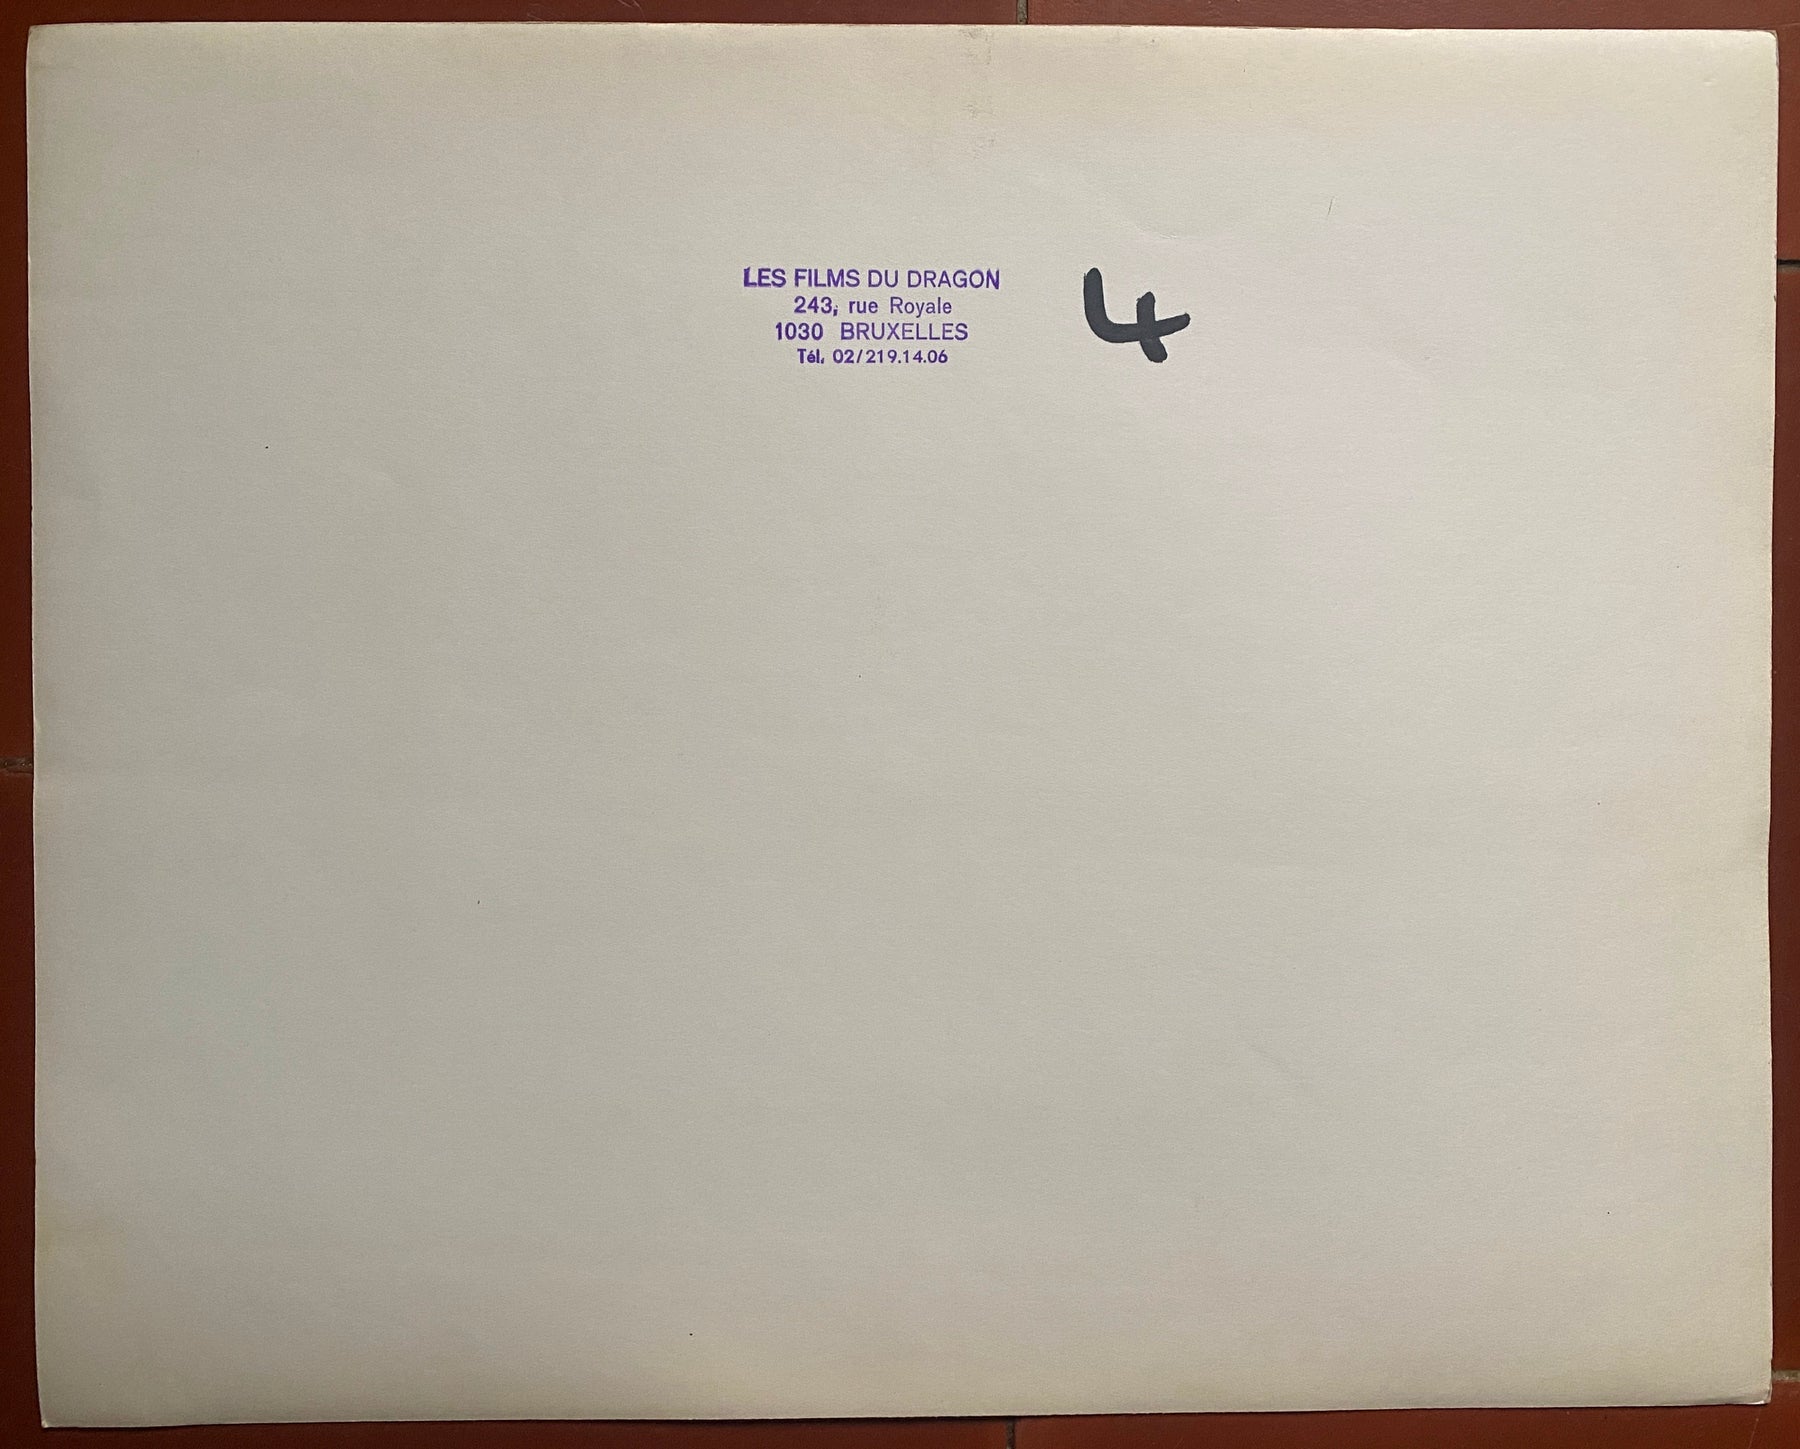 LES FILMS DU DRAGON
243, rue Royale
1030 BRUXELLES
Tél. 02/219.14.06
4